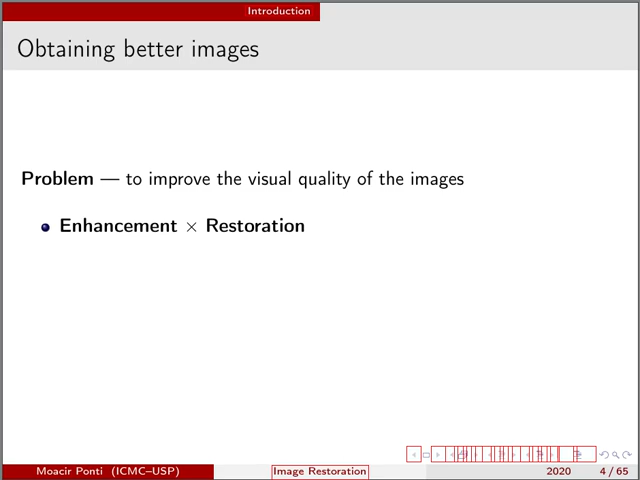 Introduction
Obtaining better images
Problem — to improve the visual quality of the images
Enhancement × Restoration
Moacir Ponti (ICMC–USP)
Image Restoration
2020
4 / 65